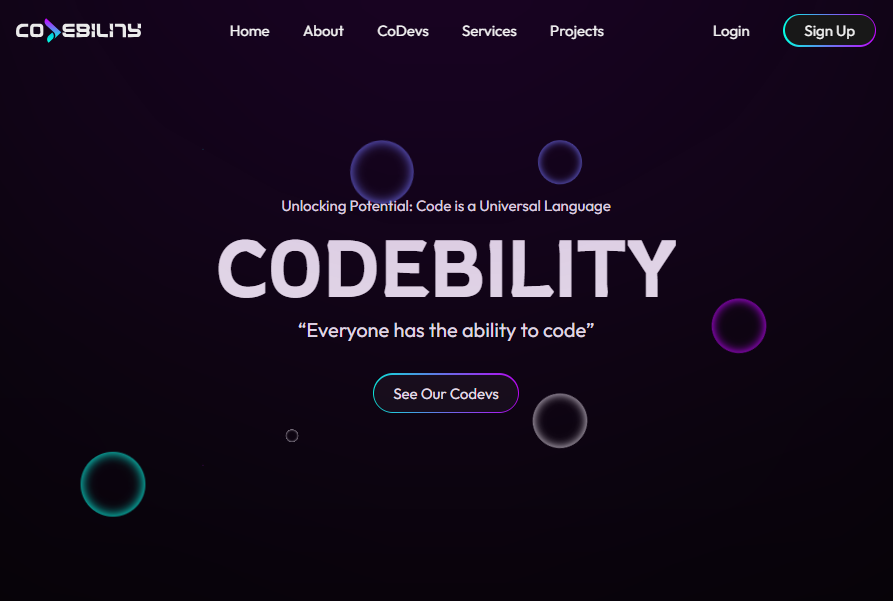 CODEBILITY Home About CoDevs Services Projects Login Sign Up
Unlocking Potential: Code is a Universal Language
CODEBILITY
“Everyone has the ability to code”
See Our Codevs